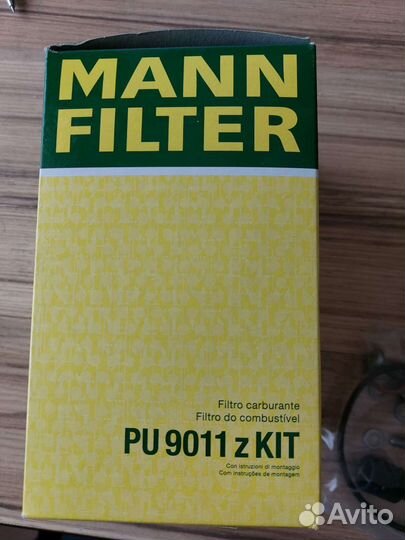 MANN
FILTER
Filtro carburante
Filtro do combustível
PU 9011 z KIT
Con istruzioni di montaggio
Com instruções de montagem
Avito